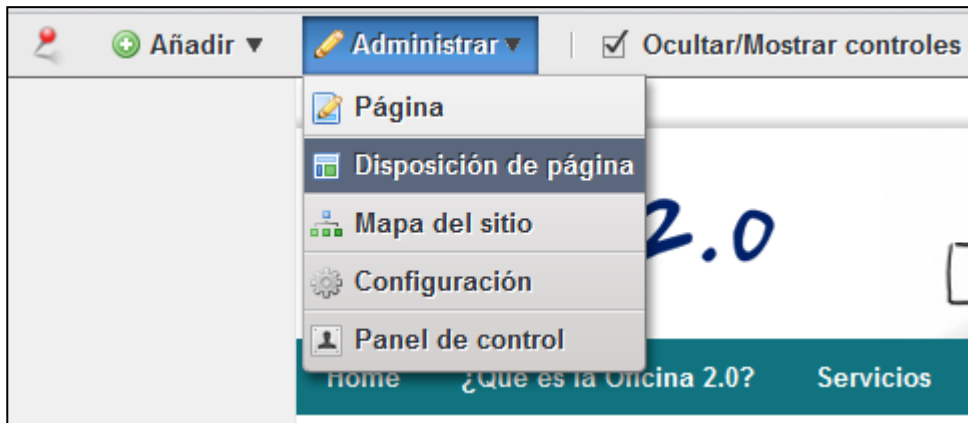 Añadir ▼ Administrar ▼ | Ocultar/Mostrar controles
Página
Disposición de página
Mapa del sitio
2.0
Configuración
Panel de control
Home ¿Qué es la Oficina 2.0? Servicios